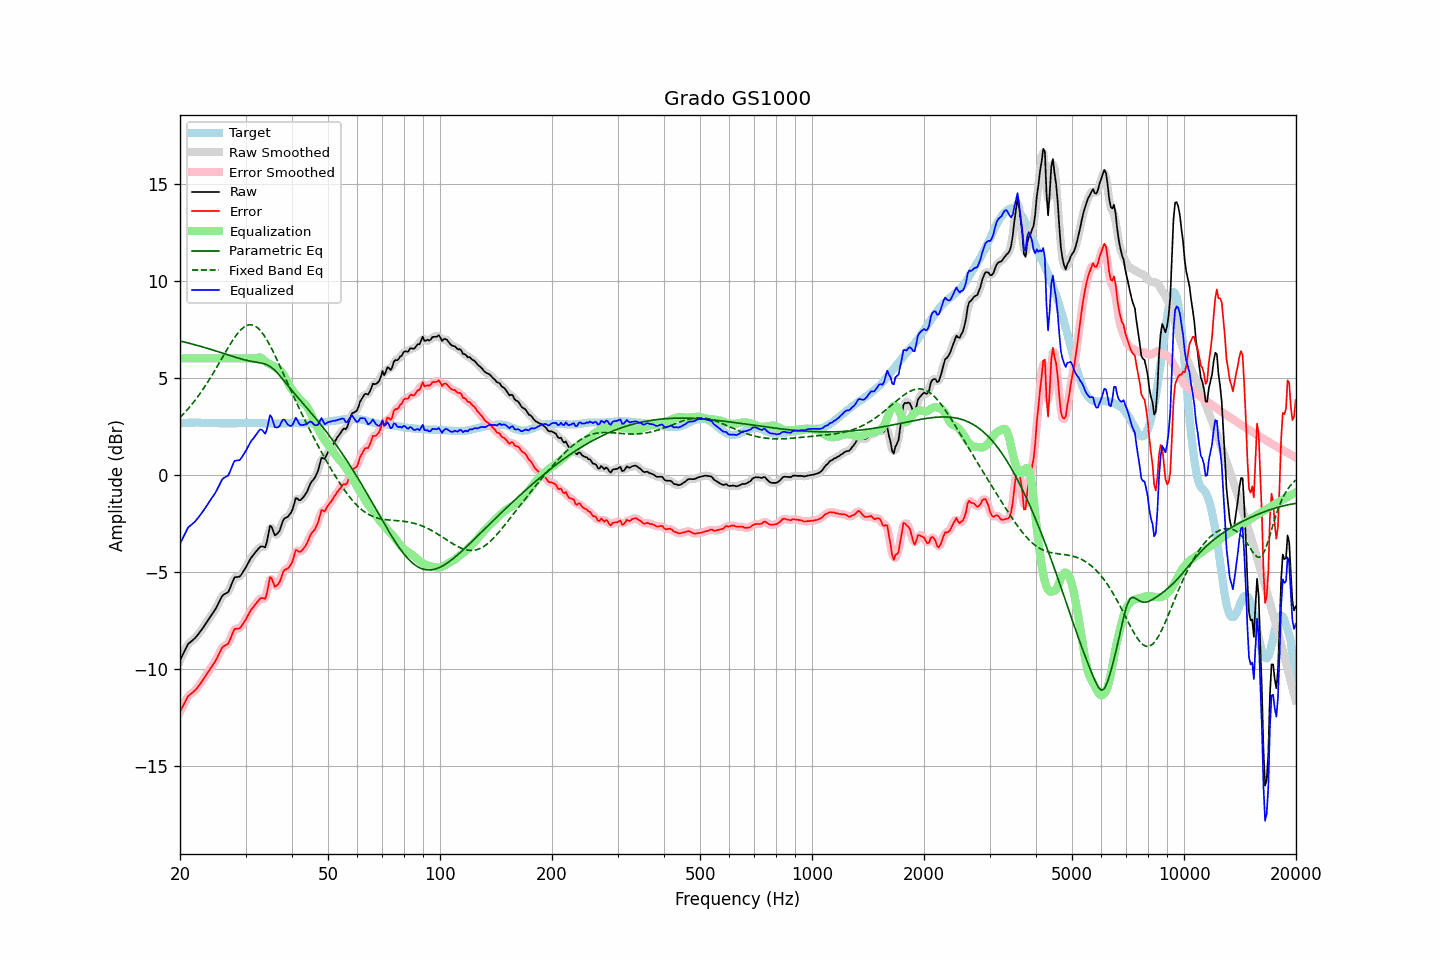 Grado GS1000
Target
Raw Smoothed
Error Smoothed
Raw
Error
Equalization
Parametric Eq
Fixed Band Eq
Equalized
Amplitude (dBr)
15
10
5
0
−5
−10
−15
20 50 100 200 500 1000 2000 5000 10000 20000
Frequency (Hz)